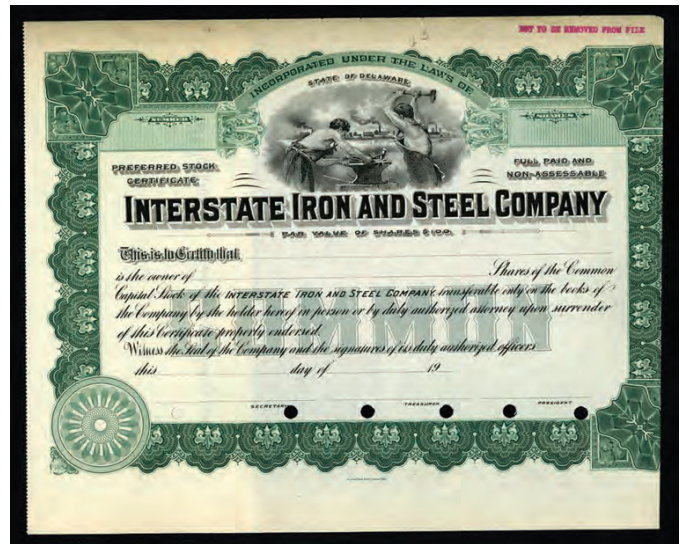 NOT TO BE REMOVED FROM FILE
INCORPORATED UNDER THE LAWS OF
STATE OF DELAWARE
NUMBER
SHARES
PREFERRED STOCK
CERTIFICATE
FULL PAID AND
NON-ASSESSABLE
INTERSTATE IRON AND STEEL COMPANY
PAR VALUE OF SHARES $100.
This is to Certify that
is the owner of Shares of the Common
Capital Stock of the INTERSTATE IRON AND STEEL COMPANY, transferable only on the books of
the Company by the holder hereof in person or by duly authorized attorney upon surrender
of this Certificate properly endorsed.
COMMON
Witness the Seal of the Company and the signatures of its duly authorized officers
this day of 19
SECRETARY TREASURER PRESIDENT